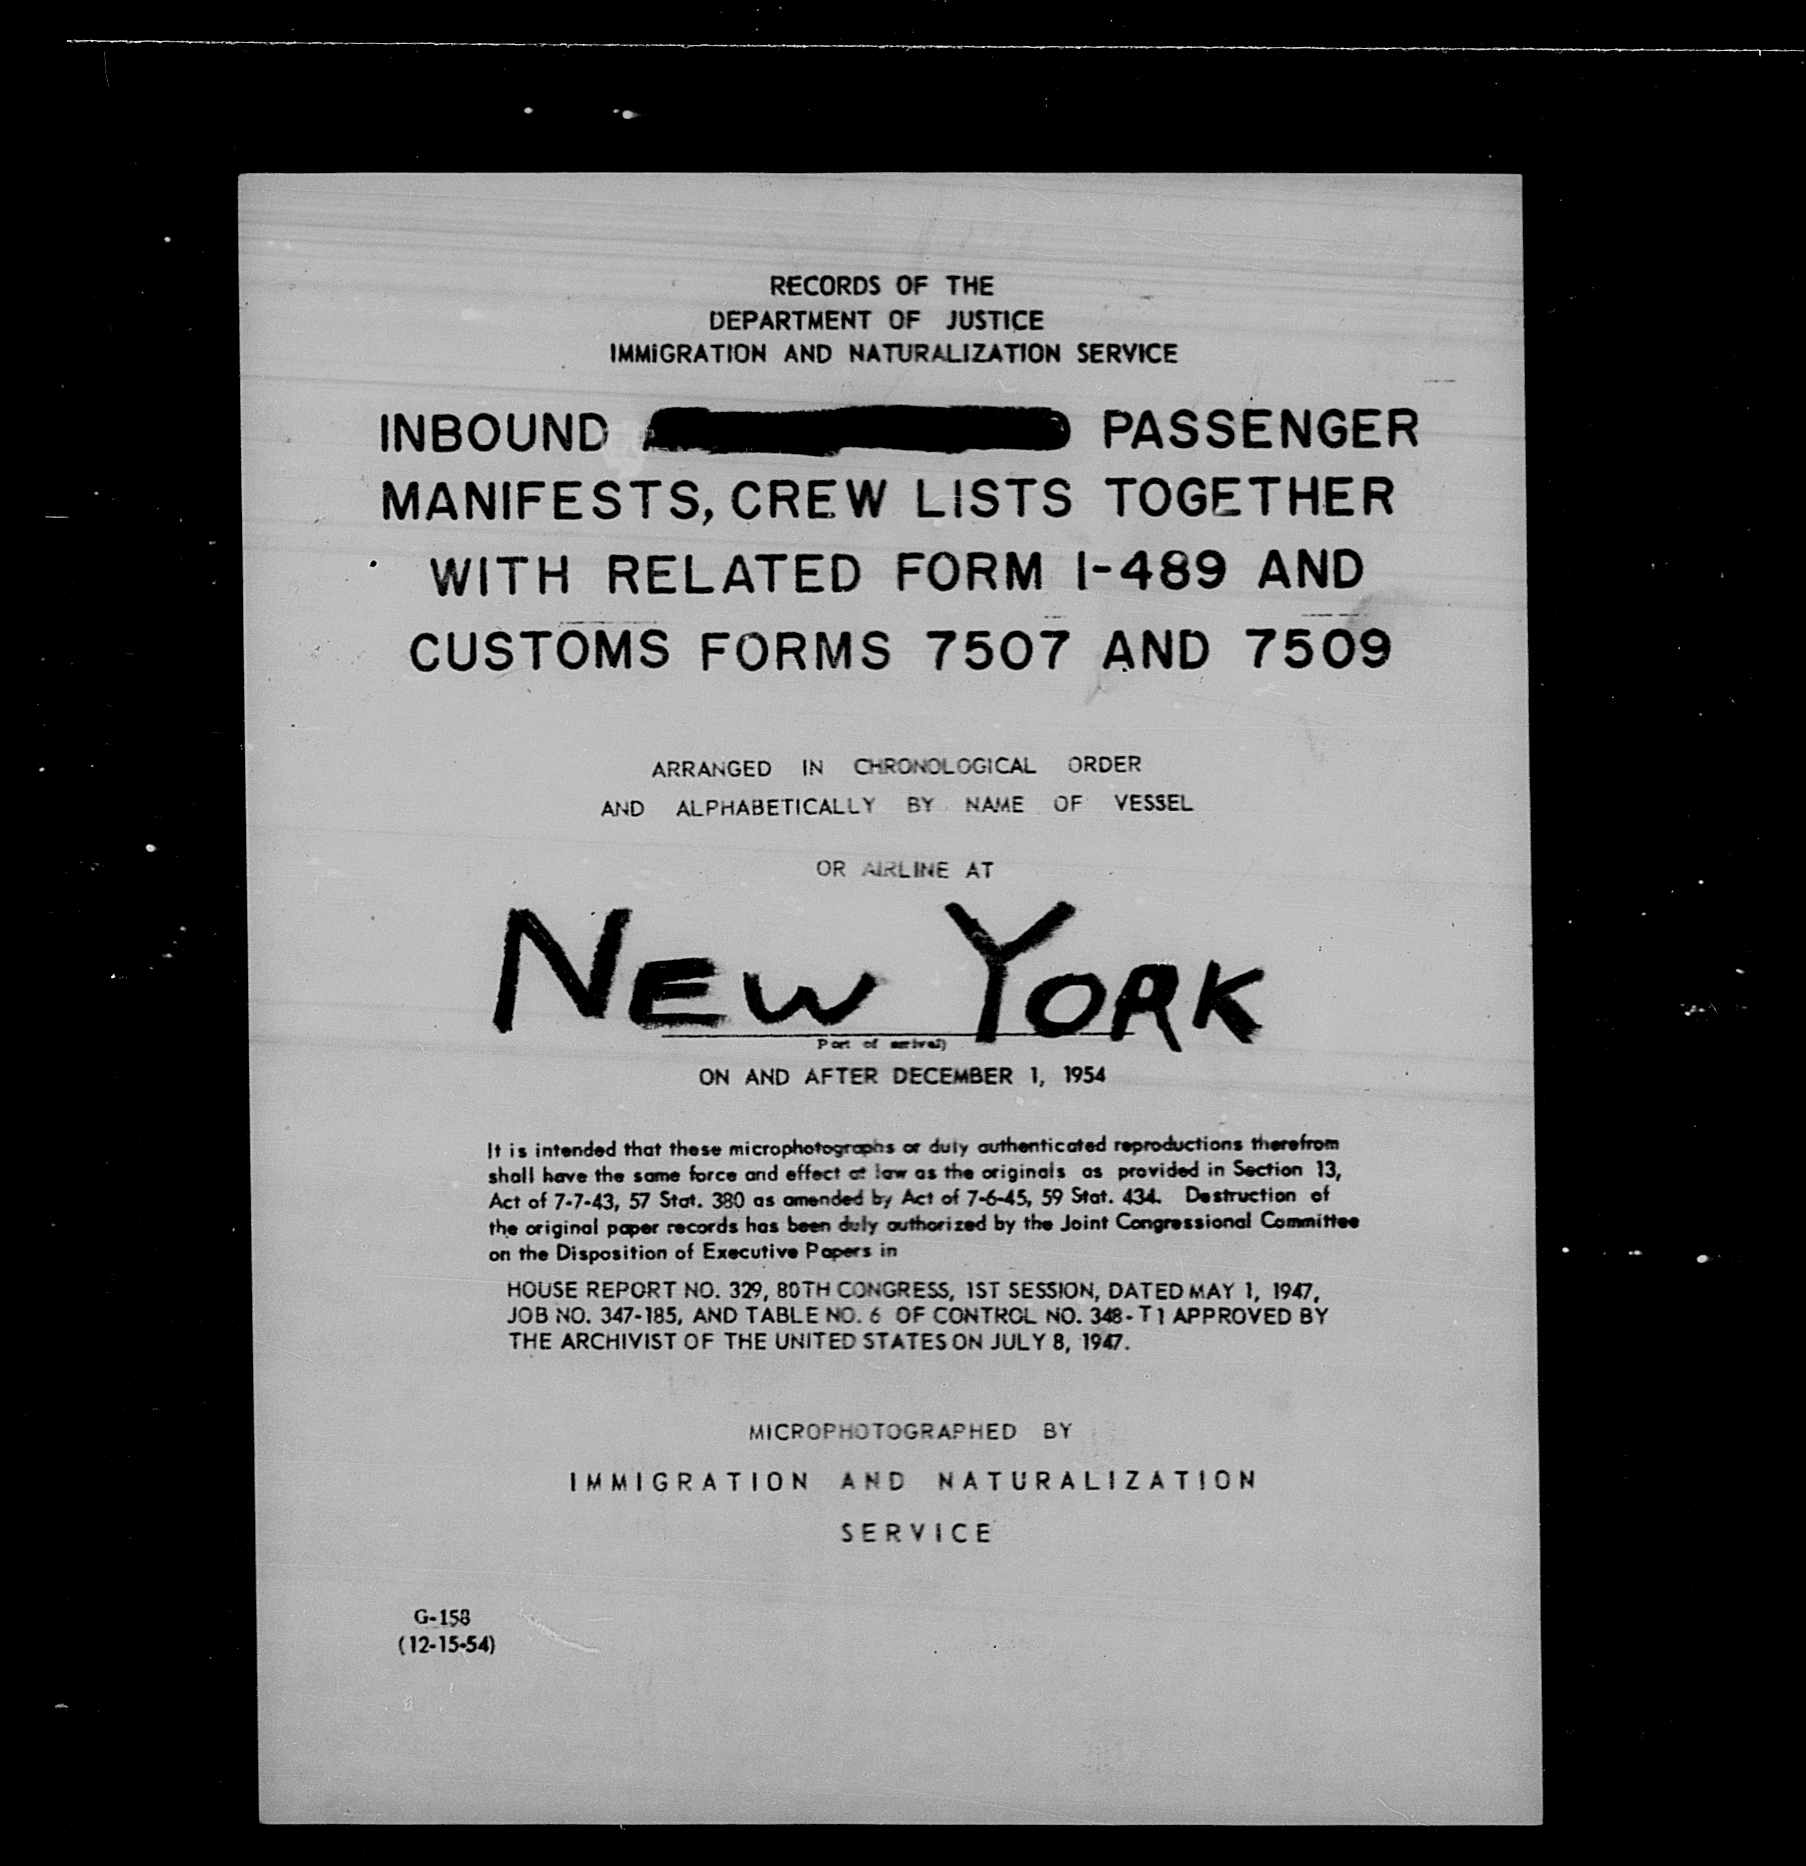 RECORDS OF THE
DEPARTMENT OF JUSTICE
IMMIGRATION AND NATURALIZATION SERVICE
INBOUND PASSENGER
MANIFESTS, CREW LISTS TOGETHER
WITH RELATED FORM I-489 AND
CUSTOMS FORMS 7507 AND 7509
ARRANGED IN CHRONOLOGICAL ORDER
AND ALPHABETICALLY BY NAME OF VESSEL
OR AIRLINE AT
NEW YORK
Port of arrival)
ON AND AFTER DECEMBER 1, 1954
It is intended that these microphotographs or duly authenticated reproductions therefrom
shall have the same force and effect at law as the originals as provided in Section 13,
Act of 7-7-43, 57 Stat. 380 as amended by Act of 7-6-45, 59 Stat. 434. Destruction of
the original paper records has been duly authorized by the Joint Congressional Committee
on the Disposition of Executive Papers in
HOUSE REPORT NO. 329, 80TH CONGRESS, 1ST SESSION, DATED MAY 1, 1947,
JOB NO. 347-185, AND TABLE NO. 6 OF CONTROL NO. 348-T1 APPROVED BY
THE ARCHIVIST OF THE UNITED STATES ON JULY 8, 1947.
MICROPHOTOGRAPHED BY
IMMIGRATION AND NATURALIZATION
SERVICE
G-158
(12-15-54)